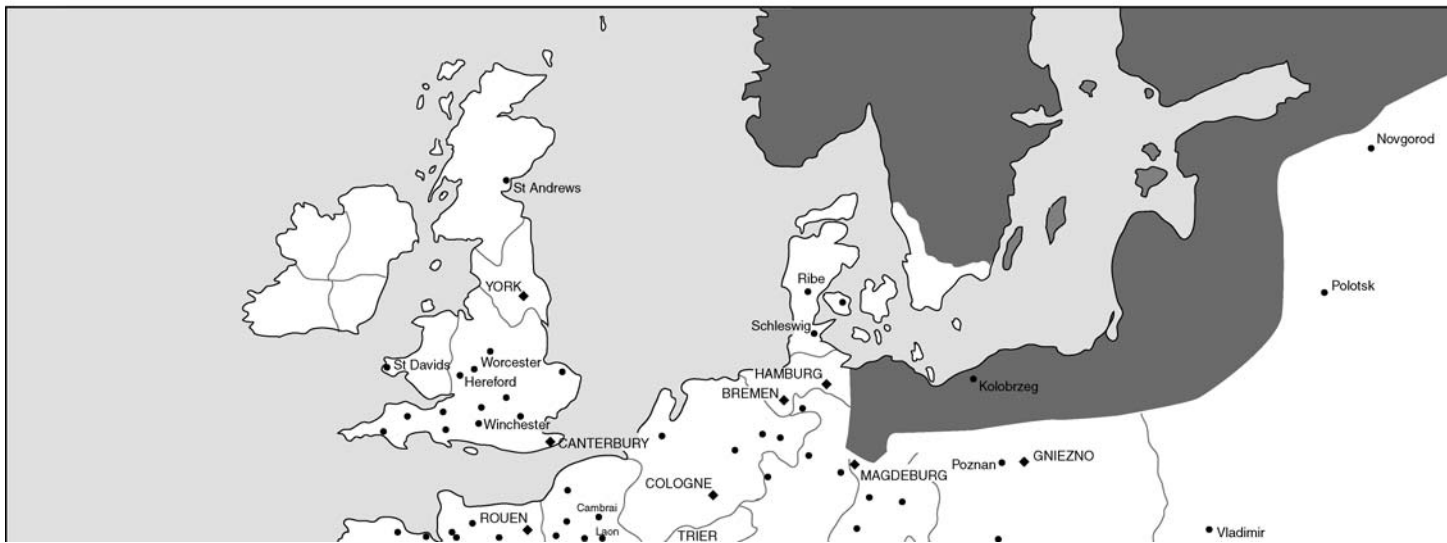 Novgorod
St Andrews
Ribe
YORK
Polotsk
Schleswig
St Davids
Worcester
Hereford
HAMBURG
Kolobrzeg
BREMEN
Winchester
CANTERBURY
Poznan
GNIEZNO
MAGDEBURG
COLOGNE
Cambrai
ROUEN
Laon
TRIER
Vladimir